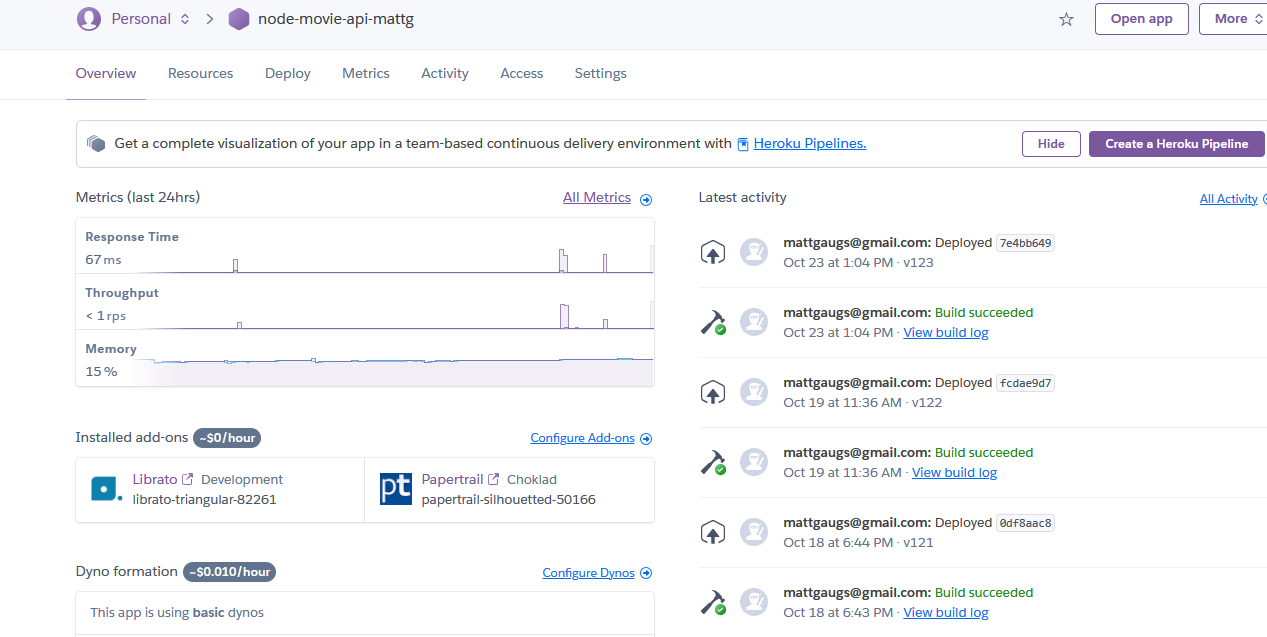 Personal
node-movie-api-mattg
Open app
More
Overview
Resources
Deploy
Metrics
Activity
Access
Settings
Get a complete visualization of your app in a team-based continuous delivery environment with Heroku Pipelines.
Hide
Create a Heroku Pipeline
Metrics (last 24hrs)
All Metrics
Response Time
67 ms
Throughput
< 1 rps
Memory
15 %
Installed add-ons ~$0/hour
Configure Add-ons
Librato Development
librato-triangular-82261
pt
Papertrail Choklad
papertrail-silhouetted-50166
Dyno formation ~$0.010/hour
Configure Dynos
This app is using basic dynos
Latest activity
All Activity
mattgaugs@gmail.com: Deployed 7e4bb649
Oct 23 at 1:04 PM · v123
mattgaugs@gmail.com: Build succeeded
Oct 23 at 1:04 PM · View build log
mattgaugs@gmail.com: Deployed fcdae9d7
Oct 19 at 11:36 AM · v122
mattgaugs@gmail.com: Build succeeded
Oct 19 at 11:36 AM · View build log
mattgaugs@gmail.com: Deployed 0df8aac8
Oct 18 at 6:44 PM · v121
mattgaugs@gmail.com: Build succeeded
Oct 18 at 6:43 PM · View build log